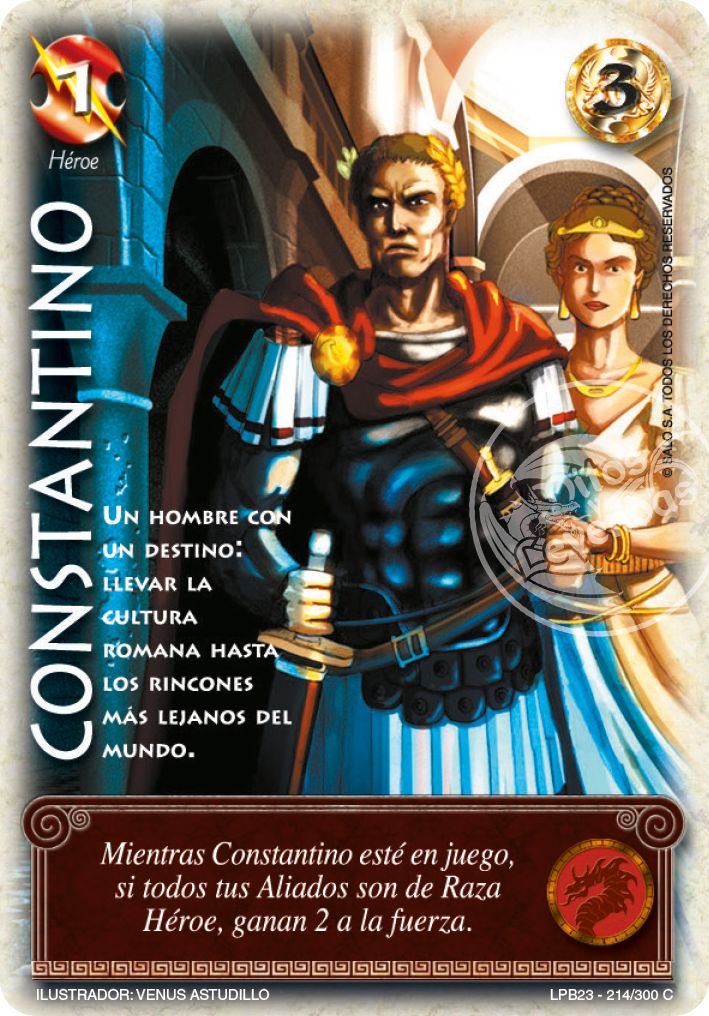 1
3
Héroe
CONSTANTINO
Un hombre con
un destino:
llevar la
cultura
romana hasta
los rincones
más lejanos del
mundo.
TODOS LOS DERECHOS RESERVADOS
Mientras Constantino esté en juego,
si todos tus Aliados son de Raza
Héroe, ganan 2 a la fuerza.
ILUSTRADOR: VENUS ASTUDILLO
LPB23 - 214/300 C